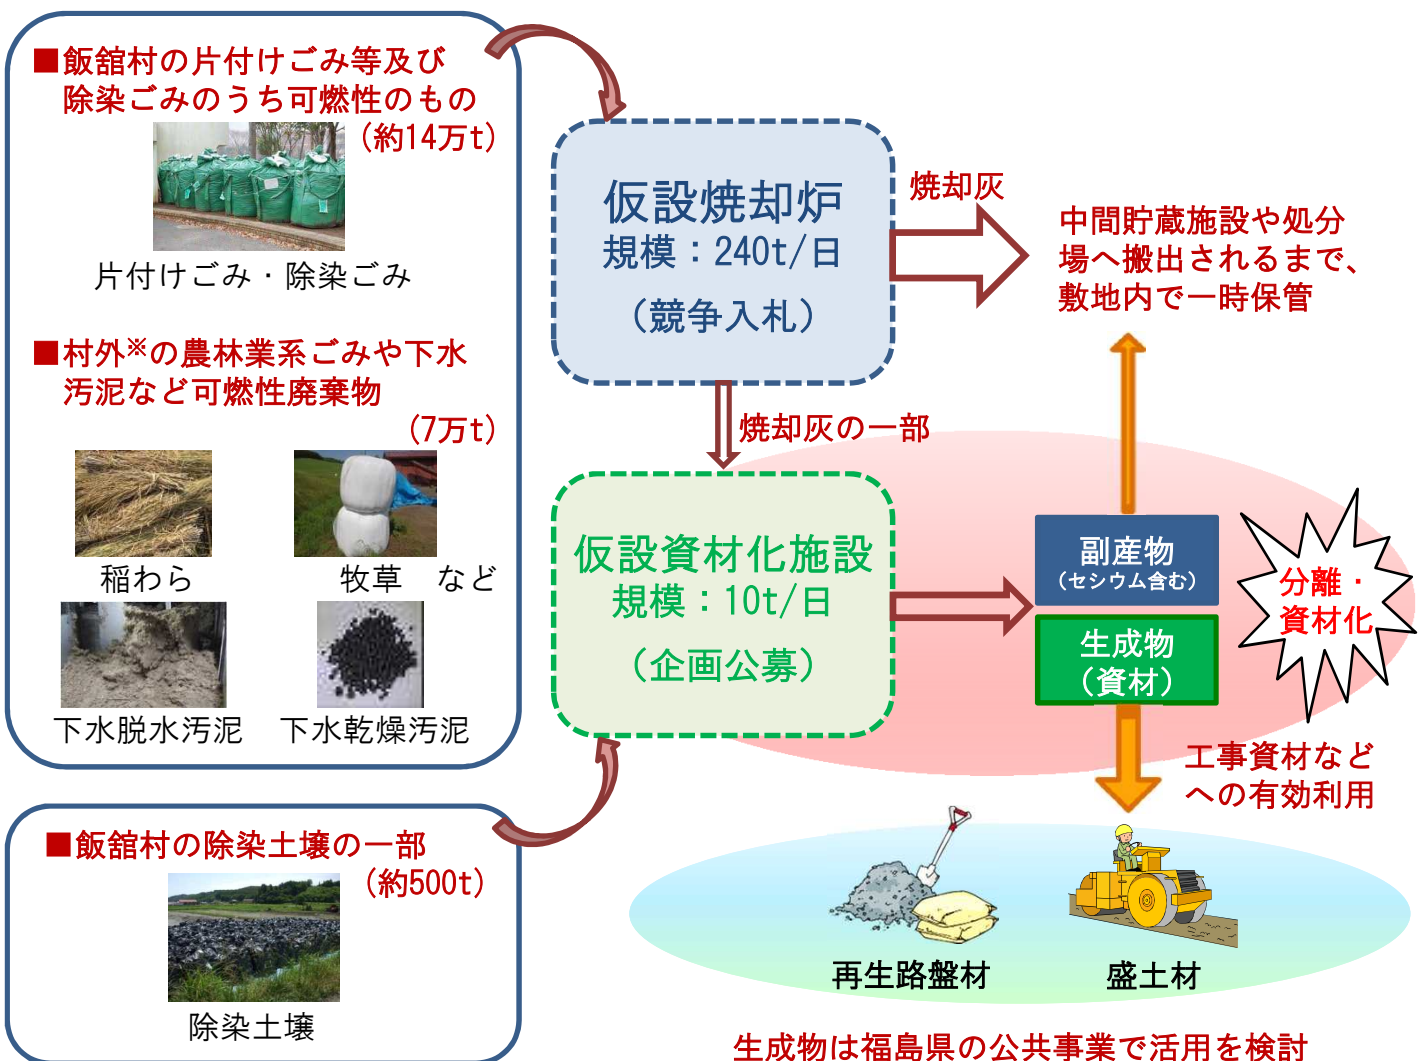 ■飯舘村の片付けごみ等及び
除染ごみのうち可燃性のもの
(約14万t)
片付けごみ・除染ごみ
■村外※の農林業系ごみや下水
汚泥など可燃性廃棄物
(7万t)
稲わら
牧草 など
下水脱水汚泥
下水乾燥汚泥
■飯舘村の除染土壌の一部
(約500t)
除染土壌
仮設焼却炉
規模：240t/日
（競争入札）
焼却灰
中間貯蔵施設や処分
場へ搬出されるまで、
敷地内で一時保管
焼却灰の一部
仮設資材化施設
規模：10t/日
（企画公募）
副産物
（セシウム含む）
生成物
（資材）
分離・
資材化
工事資材など
への有効利用
再生路盤材
盛土材
生成物は福島県の公共事業で活用を検討